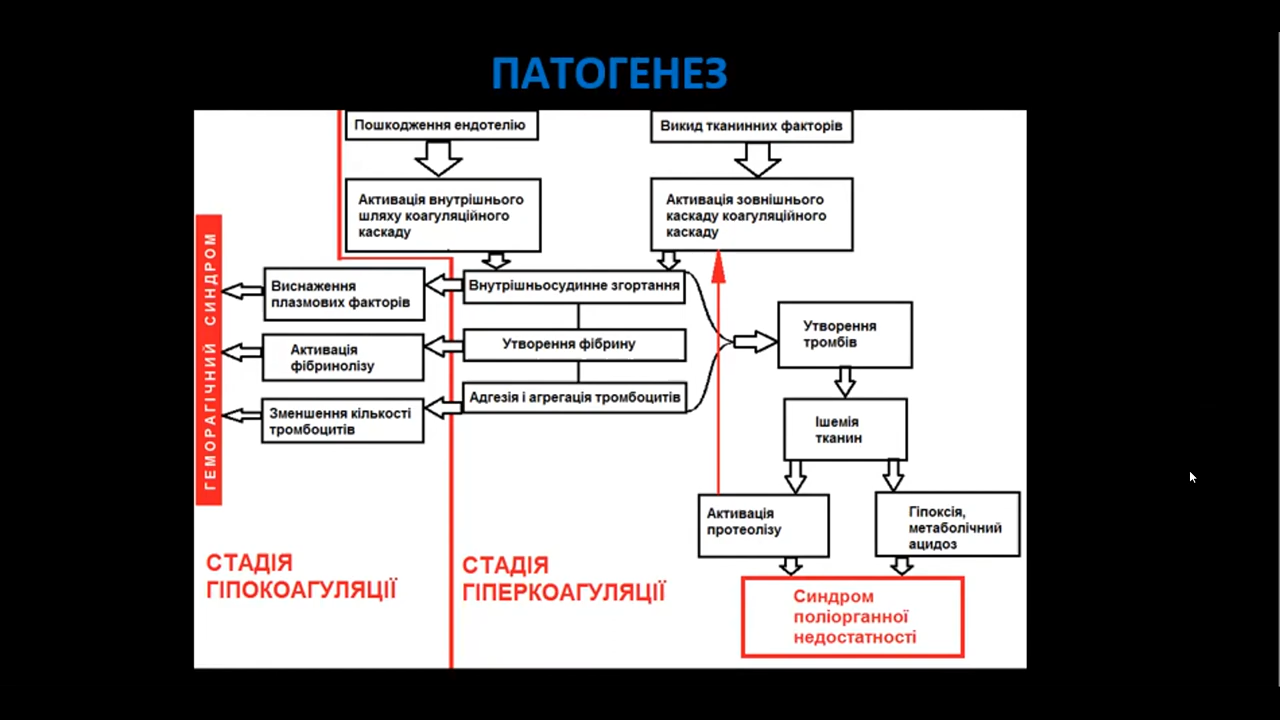 ПАТОГЕНЕЗ
Пошкодження ендотелію
Викид тканинних факторів
Активація внутрішнього
шляху коагуляційного
каскаду
Активація зовнішнього
каскаду коагуляційного
каскаду
ГЕМОРАГІЧНИЙ СИНДРОМ
Виснаження
плазмових факторів
Внутрішньосудинне згортання
Утворення
тромбів
Активація
фібринолізу
Утворення фібрину
Зменшення кількості
тромбоцитів
Адгезія і агрегація тромбоцитів
Ішемія
тканин
Активація
протеолізу
Гіпоксія,
метаболічний
ацидоз
СТАДІЯ
ГІПОКОАГУЛЯЦІЇ
СТАДІЯ
ГІПЕРКОАГУЛЯЦІЇ
Синдром
поліорганної
недостатності